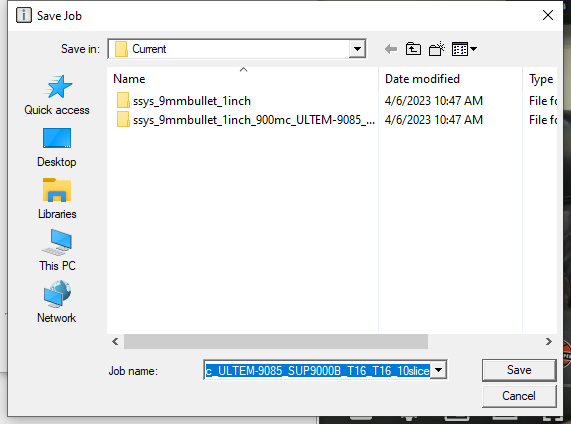 Save Job
Save in: Current
Name Date modified Type
ssys_9mmbullet_1inch 4/6/2023 10:47 AM File fo
ssys_9mmbullet_1inch_900mc_ULTEM-9085_... 4/6/2023 10:47 AM File fo
Quick access
Desktop
Libraries
This PC
Network
Job name: c_ULTEM-9085_SUP9000B_T16_T16_10slice
Save
Cancel